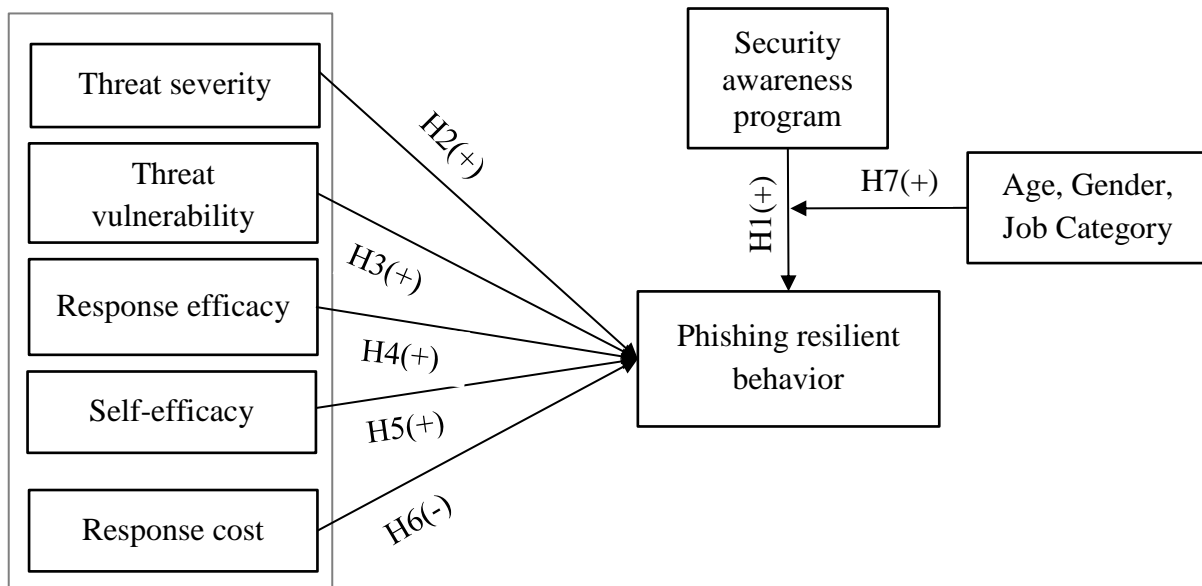 Threat severity
Threat
vulnerability
Response efficacy
Self-efficacy
Response cost
H2(+)
H3(+)
H4(+)
H5(+)
H6(-)
Security
awareness
program
H1(+)
H7(+)
Age, Gender,
Job Category
Phishing resilient
behavior